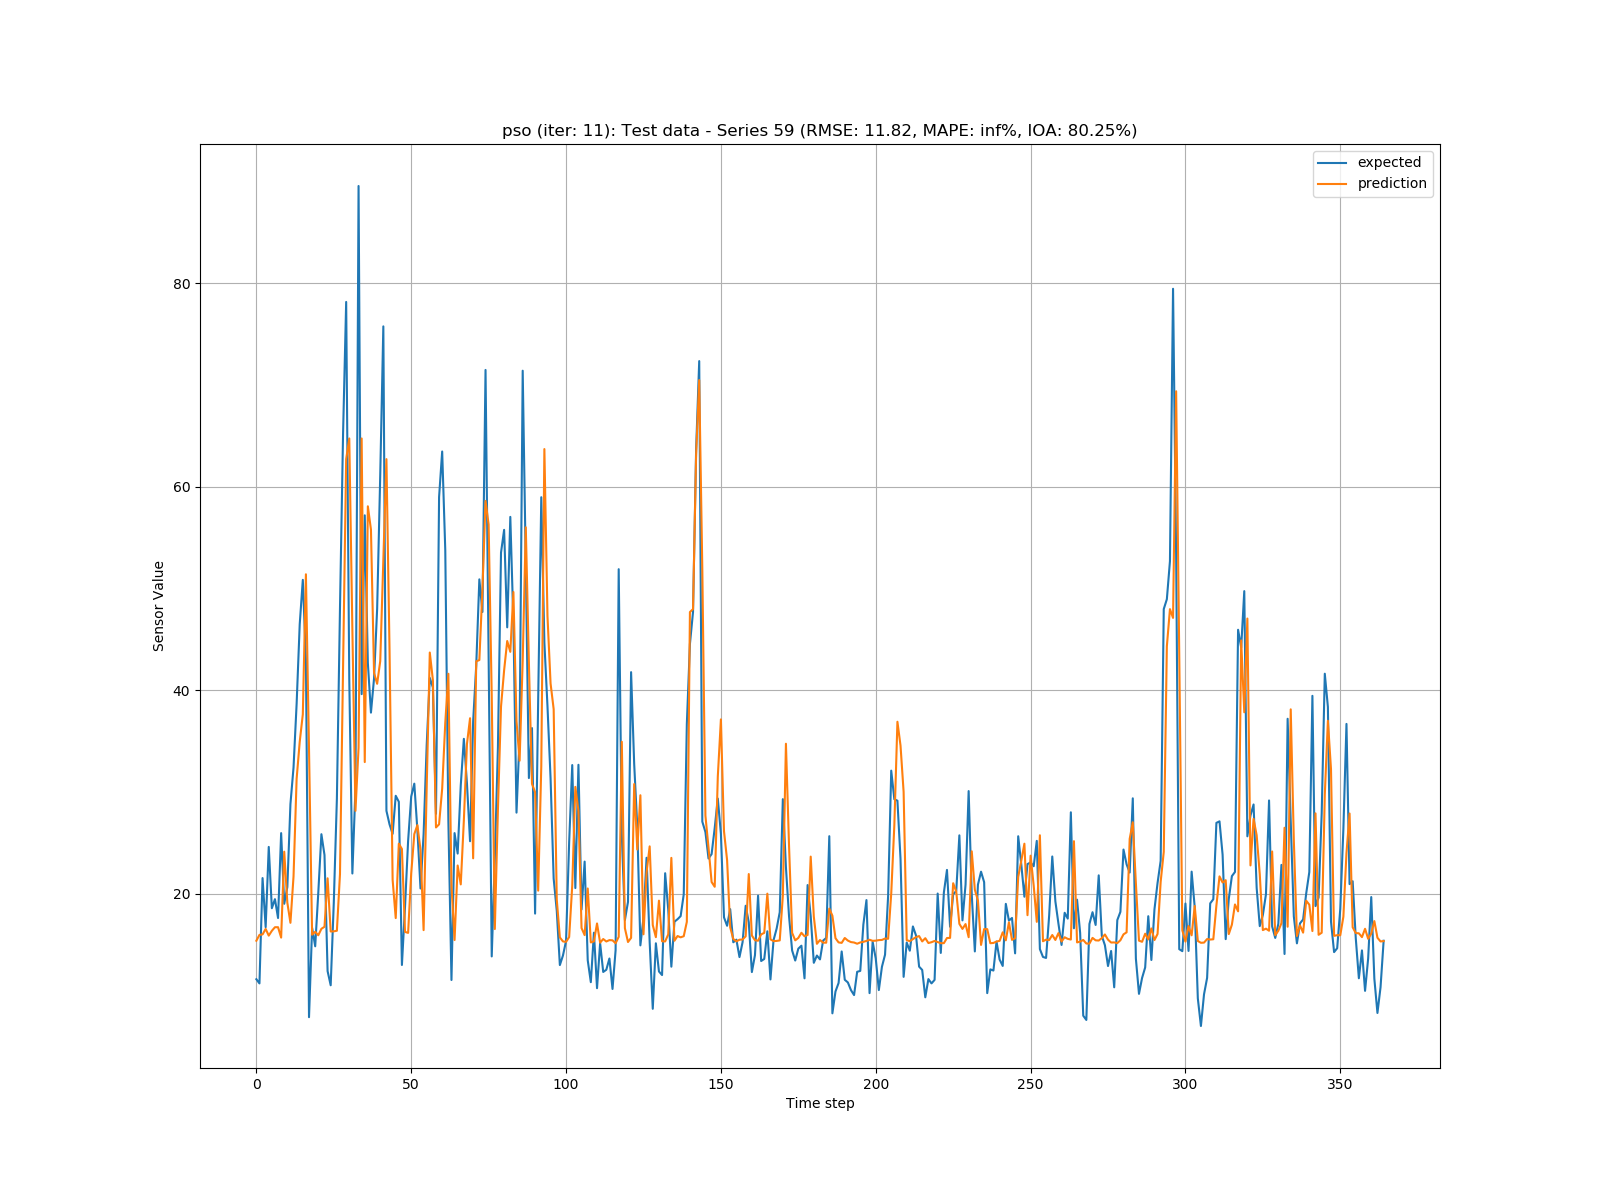 pso (iter: 11): Test data - Series 59 (RMSE: 11.82, MAPE: inf%, IOA: 80.25%)
expected
prediction
80
60
40
20
Sensor Value
0 50 100 150 200 250 300 350
Time step